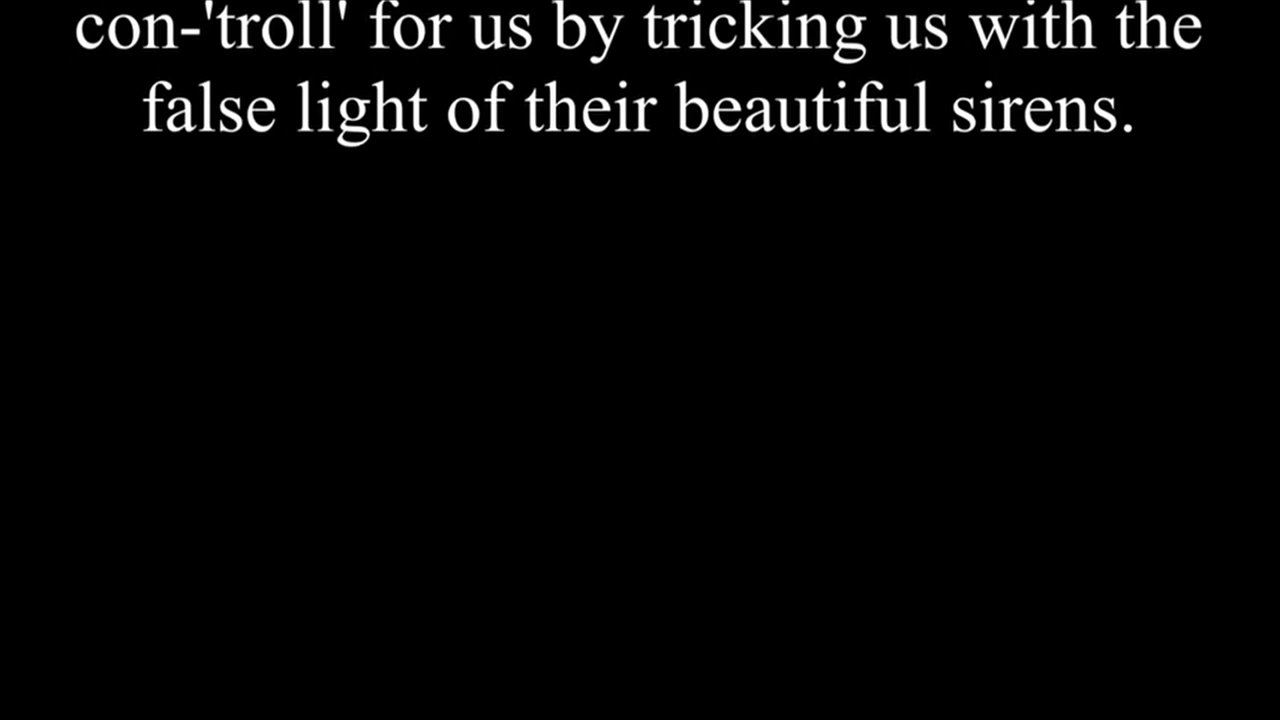 con-'troll' for us by tricking us with the
false light of their beautiful sirens.